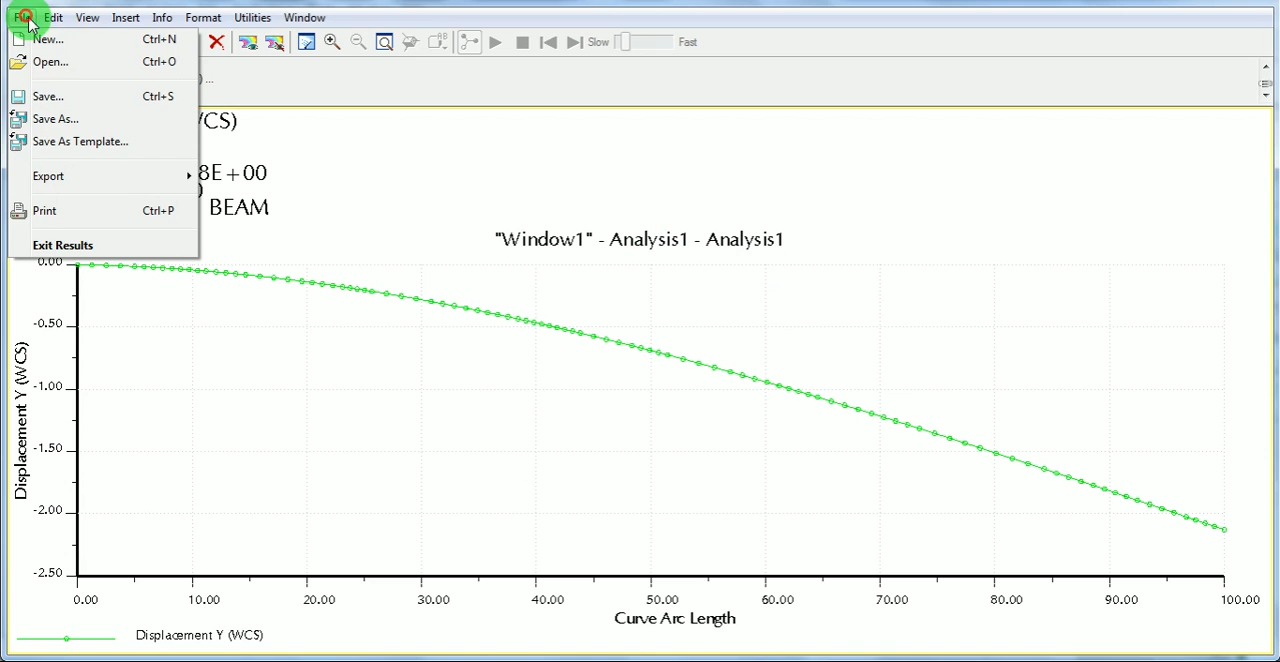 File Edit View Insert Info Format Utilities Window
New... Ctrl+N
Open... Ctrl+O
Save... Ctrl+S
Save As...
Save As Template...
Export
Print Ctrl+P
Exit Results
Slow Fast
) ...
/CS)
8E+00
)
BEAM
"Window1" - Analysis1 - Analysis1
0.00
-0.50
-1.00
-1.50
-2.00
-2.50
Displacement Y (WCS)
0.00 10.00 20.00 30.00 40.00 50.00 60.00 70.00 80.00 90.00 100.00
Curve Arc Length
Displacement Y (WCS)